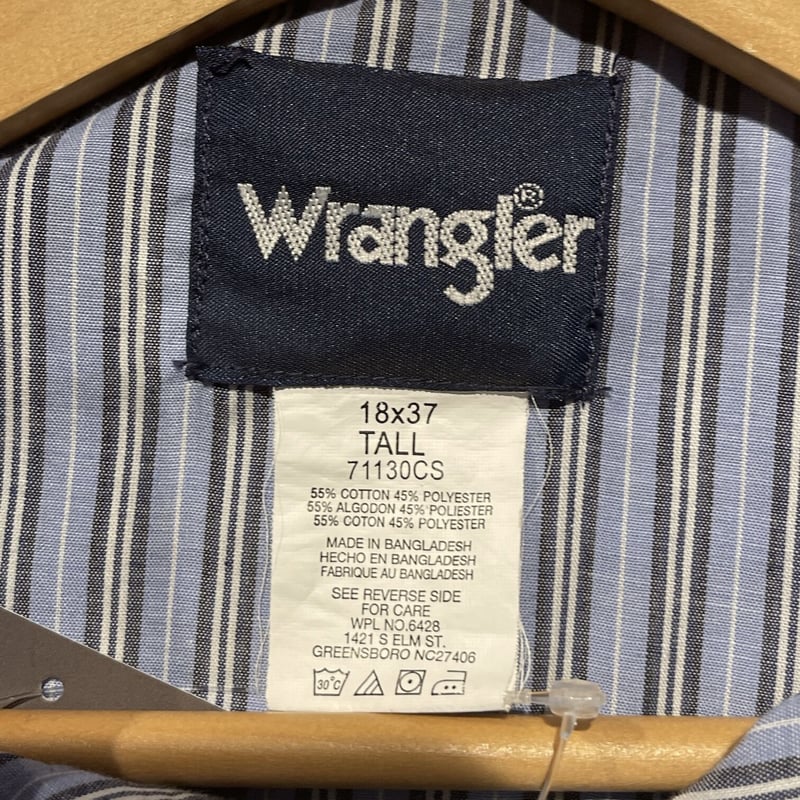 Wrangler®
18x37
TALL
71130CS
55% COTTON 45% POLYESTER
55% ALGODON 45% POLIESTER
55% COTON 45% POLYESTER
MADE IN BANGLADESH
HECHO EN BANGLADESH
FABRIQUE AU BANGLADESH
SEE REVERSE SIDE
FOR CARE
WPL NO.6428
1421 S ELM ST.
GREENSBORO NC27406
30°C